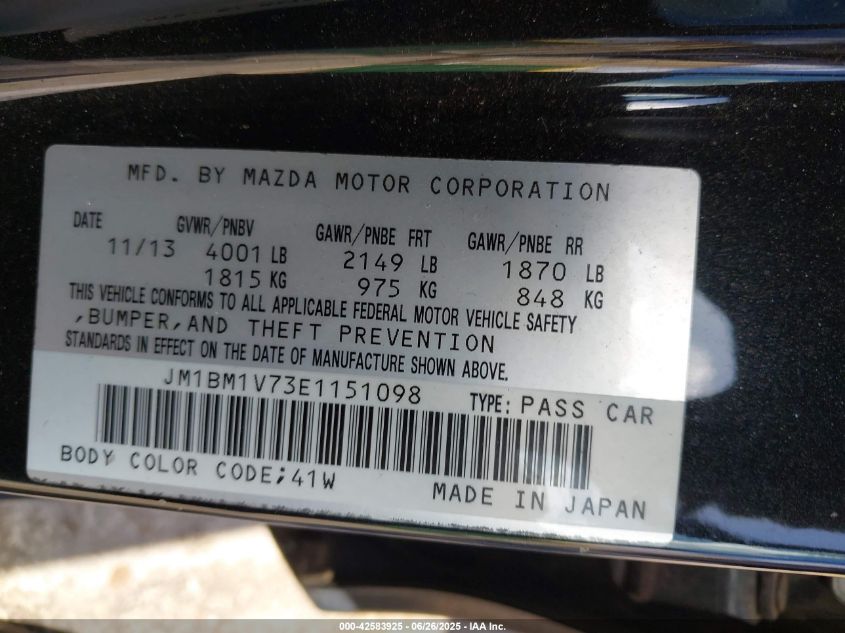 MFD. BY MAZDA MOTOR CORPORATION
DATE GVWR/PNBV GAWR/PNBE FRT GAWR/PNBE RR
11/13 4001 LB 2149 LB 1870 LB
1815 KG 975 KG 848 KG
THIS VEHICLE CONFORMS TO ALL APPLICABLE FEDERAL MOTOR VEHICLE SAFETY
,BUMPER,AND THEFT PREVENTION
STANDARDS IN EFFECT ON THE DATE OF MANUFACTURE SHOWN ABOVE.
JM1BM1V73E1151098 TYPE: PASS CAR
BODY COLOR CODE;41W
MADE IN JAPAN
000-42583925 - 06/26/2025 - IAA Inc.